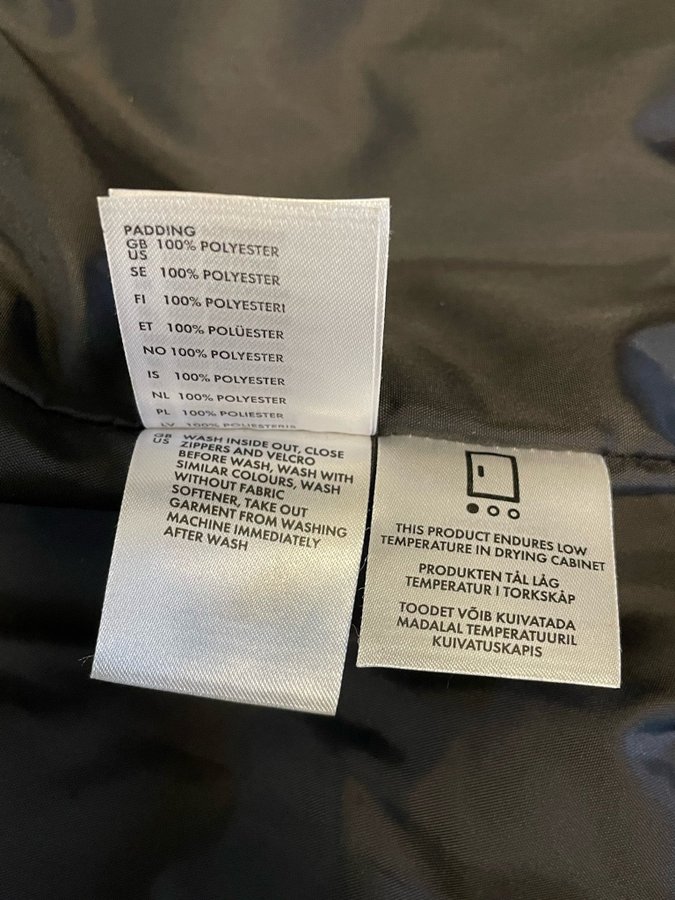 PADDING
GB US 100% POLYESTER
SE 100% POLYESTER
FI 100% POLYESTERI
ET 100% POLÜESTER
NO 100% POLYESTER
IS 100% POLYESTER
NL 100% POLYESTER
PL 100% POLIESTER
LV 100% POLIESTERIS
GB US WASH INSIDE OUT, CLOSE
ZIPPERS AND VELCRO
BEFORE WASH, WASH WITH
SIMILAR COLOURS, WASH
WITHOUT FABRIC
SOFTENER, TAKE OUT
GARMENT FROM WASHING
MACHINE IMMEDIATELY
AFTER WASH
THIS PRODUCT ENDURES LOW
TEMPERATURE IN DRYING CABINET
PRODUKTEN TÅL LÅG
TEMPERATUR I TORKSKÅP
TOODET VÕIB KUIVATADA
MADALAL TEMPERATUURIL
KUIVATUSKAPIS